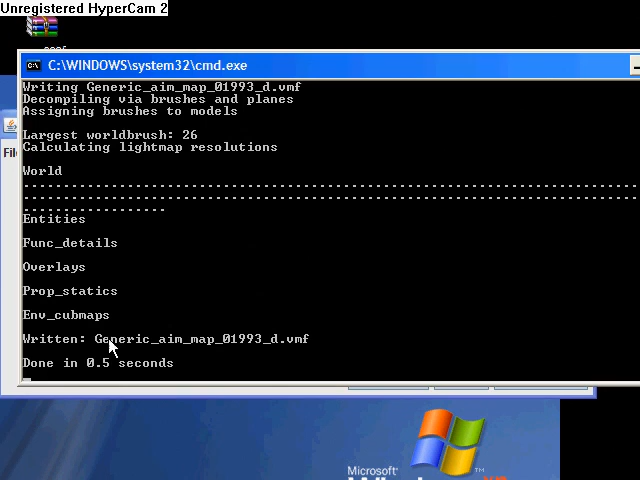 Unregistered HyperCam 2
C:\WINDOWS\system32\cmd.exe
Writing Generic_aim_map_01993_d.vmf
Decompiling via brushes and planes
Assigning brushes to models
Largest worldbrush: 26
Calculating lightmap resolutions
World
Entities
Func_details
Overlays
Prop_statics
Env_cubmaps
Written: Generic_aim_map_01993_d.vmf
Done in 0.5 seconds
Microsoft